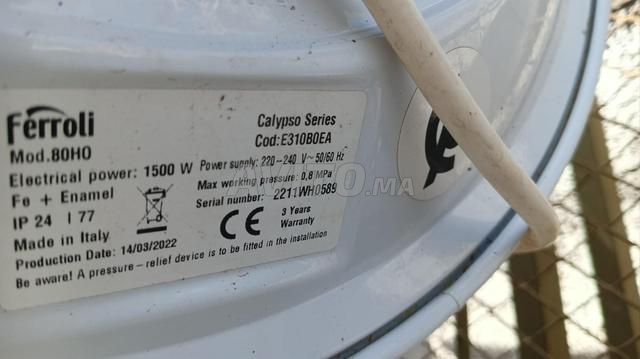 Ferroli
Calypso Series
Mod.80HO
Cod:E310B0EA
Electrical power: 1500 W
Power supply: 220-240 V~ 50/60 Hz
Fe + Enamel
Max working pressure: 0,8 MPa
IP 24 I 77
Serial number: 2211WH0589
Made in Italy
CE
3 Years
Warranty
Production Date: 14/03/2022
Be aware! A pressure - relief device is to be fitted in the installation
AVITO.MA